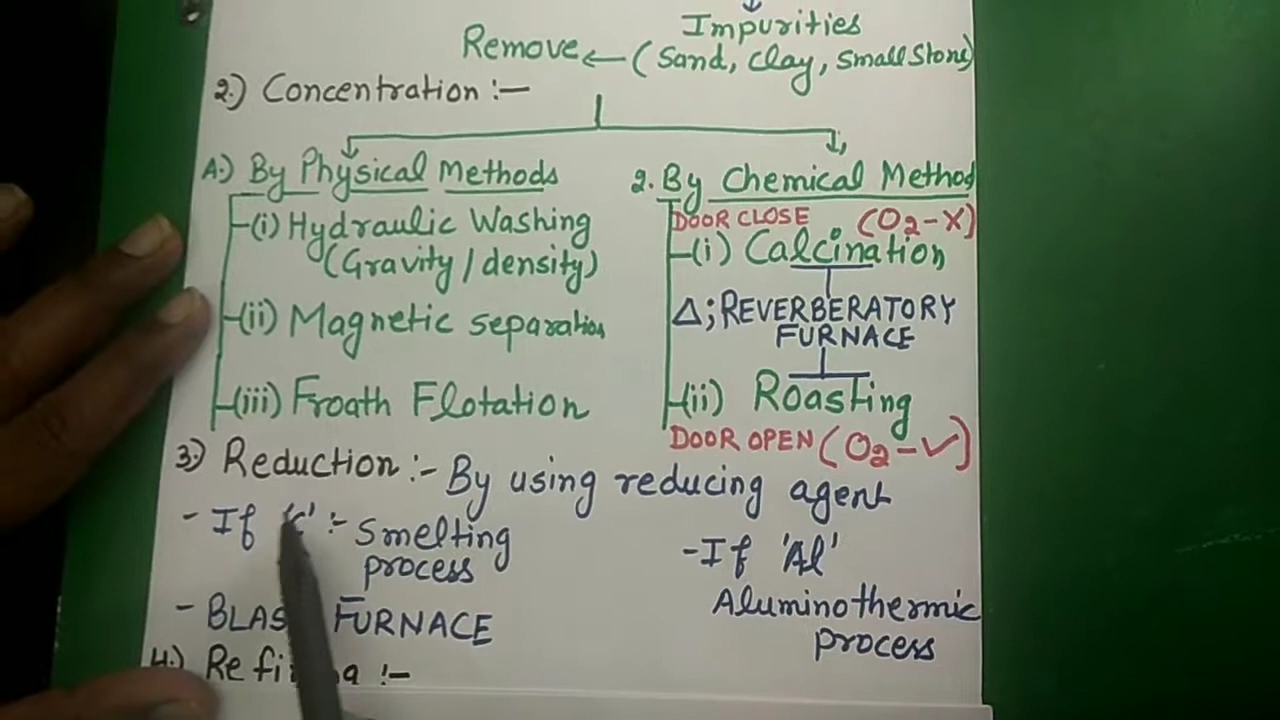 Impurities
Remove ← (Sand, Clay, Small Stone)
2.) Concentration :-
A.) By Physical Methods
(i) Hydraulic Washing
(Gravity / density)
(ii) Magnetic separation
(iii) Froath Flotation
2. By Chemical Method
DOOR CLOSE (O2-X)
(i) Calcination
Δ; REVERBERATORY
FURNACE
(ii) Roasting
DOOR OPEN (O2-✓)
3.) Reduction :- By using reducing agent
- If 'C' :- Smelting
process
- BLAST FURNACE
- If 'Al'
Aluminothermic
process
4.) Refining :-